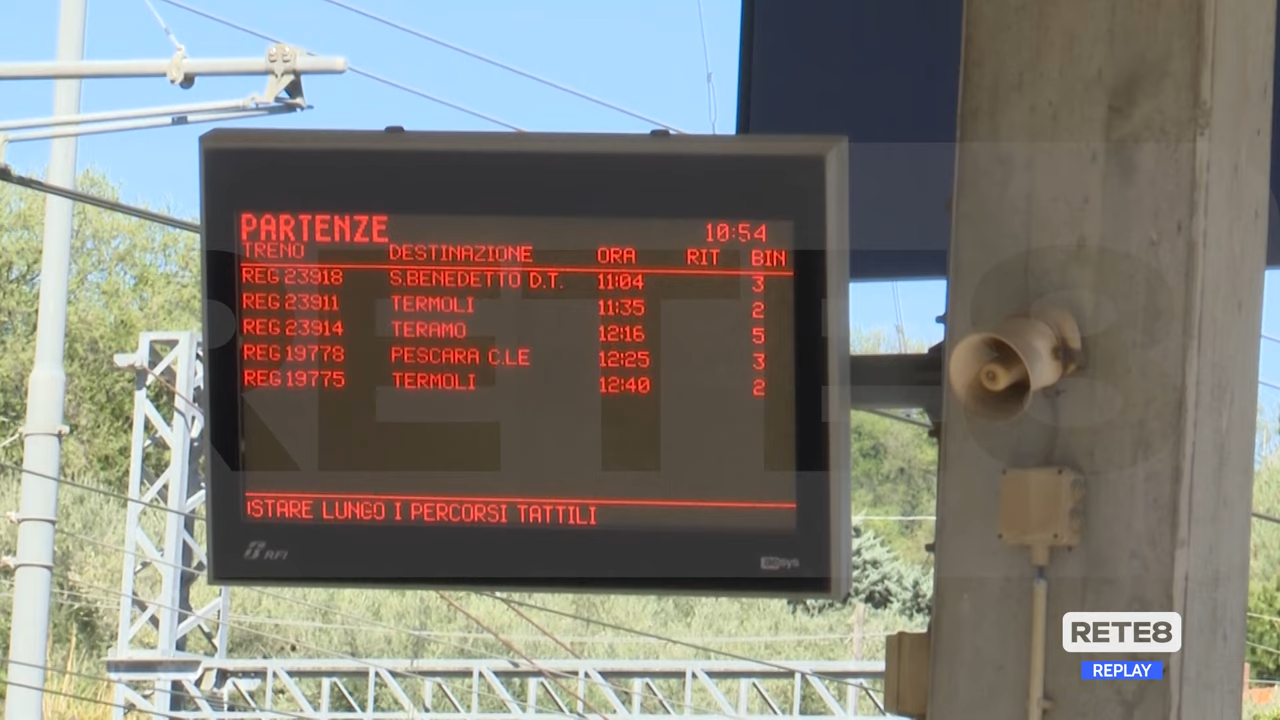 PARTENZE 10:54
TRENO DESTINAZIONE ORA RIT BIN
REG 23918 S.BENEDETTO D.T. 11:04 3
REG 23911 TERMOLI 11:35 2
REG 23914 TERAMO 12:16 5
REG 19778 PESCARA C.LE 12:25 3
REG 19775 TERMOLI 12:40 2
STARE LUNGO I PERCORSI TATTILI
RFI
RETE8
RETE8
REPLAY